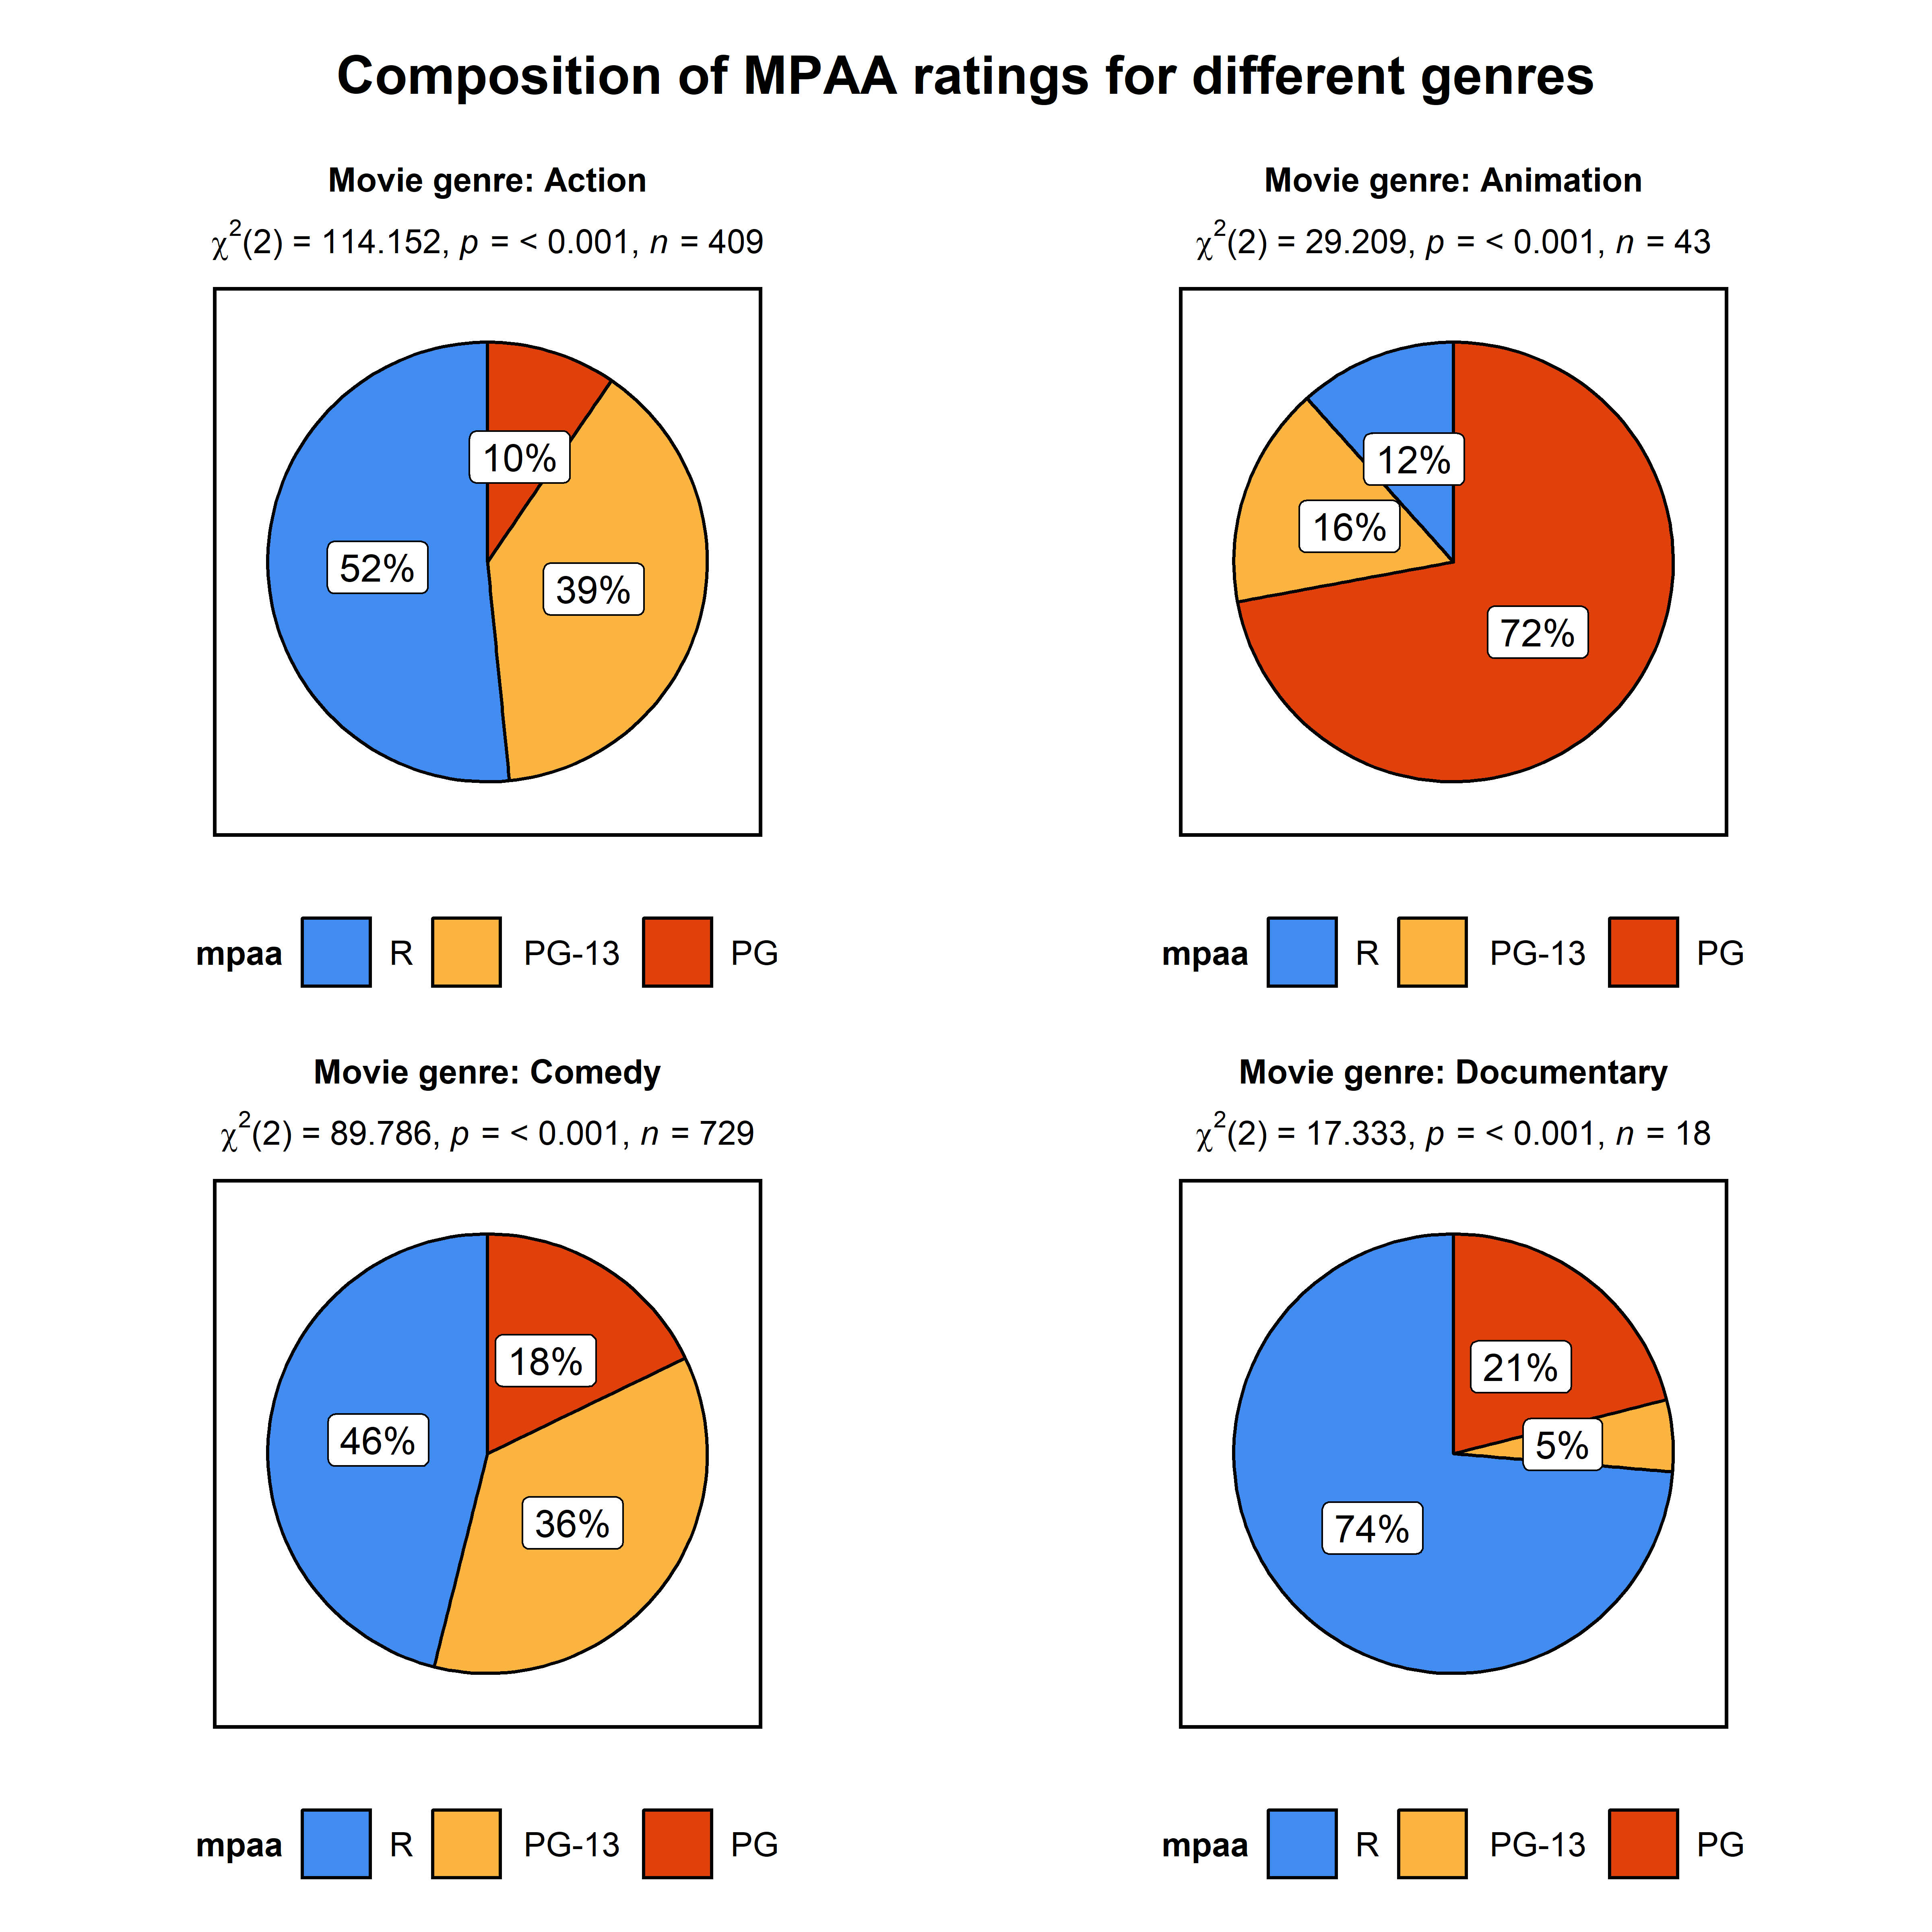 Composition of MPAA ratings for different genres
Movie genre: Action
χ²(2) = 114.152, p = < 0.001, n = 409
10%
52%
39%
mpaa R PG-13 PG
Movie genre: Animation
χ²(2) = 29.209, p = < 0.001, n = 43
12%
16%
72%
mpaa R PG-13 PG
Movie genre: Comedy
χ²(2) = 89.786, p = < 0.001, n = 729
18%
46%
36%
mpaa R PG-13 PG
Movie genre: Documentary
χ²(2) = 17.333, p = < 0.001, n = 18
21%
5%
74%
mpaa R PG-13 PG